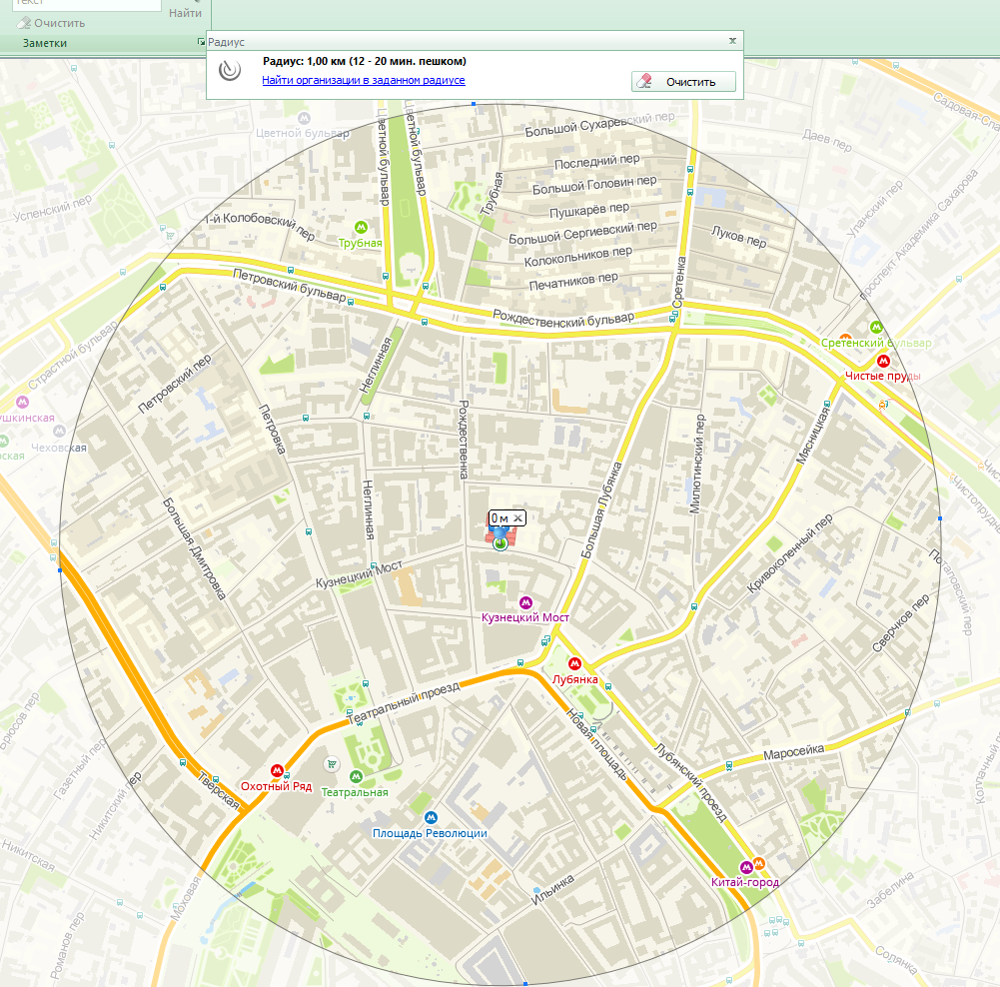 текст
Найти
Очистить
Заметки
Радиус
Радиус: 1,00 км (12 - 20 мин. пешком)
Найти организации в заданном радиусе
Очистить
Садовая-Спа
Цветной бульвар
Цветной бульвар
Цветной бульвар
Большой Сухаревский пер
Даев пер
Последний пер
Большой Головин пер
Трубная
Пушкарёв пер
Уланский пер
проспект Академика Сахарова
Успенский пер
1-й Колобовский пер
Трубная
Большой Сергиевский пер
Луков пер
Колокольников пер
Печатников пер
Сретенка
Петровский бульвар
Рождественский бульвар
Страстной бульвар
Сретенский бульвар
Чистые пруды
Неглинная
Петровский пер
ушкинская
Чеховская
вская
Петровка
Рождественка
Милютинский пер
Мясницкая
Чистопрудны
Большая Дмитровка
Неглинная
Большая Лубянка
0 м
Кривоколенный пер
Потаповский пер
Кузнецкий Мост
Кузнецкий Мост
Сверчков пер
Лубянка
Брюсов пер
Театральный проезд
Новая площадь
Лубянский проезд
Маросейка
Газетный пер
Никитский пер
Тверская
Охотный Ряд
Театральная
Колпачный п
Площадь Революции
Никитская
Моховая
Ильинка
Китай-город
Забелина
Романов пер
Солянка